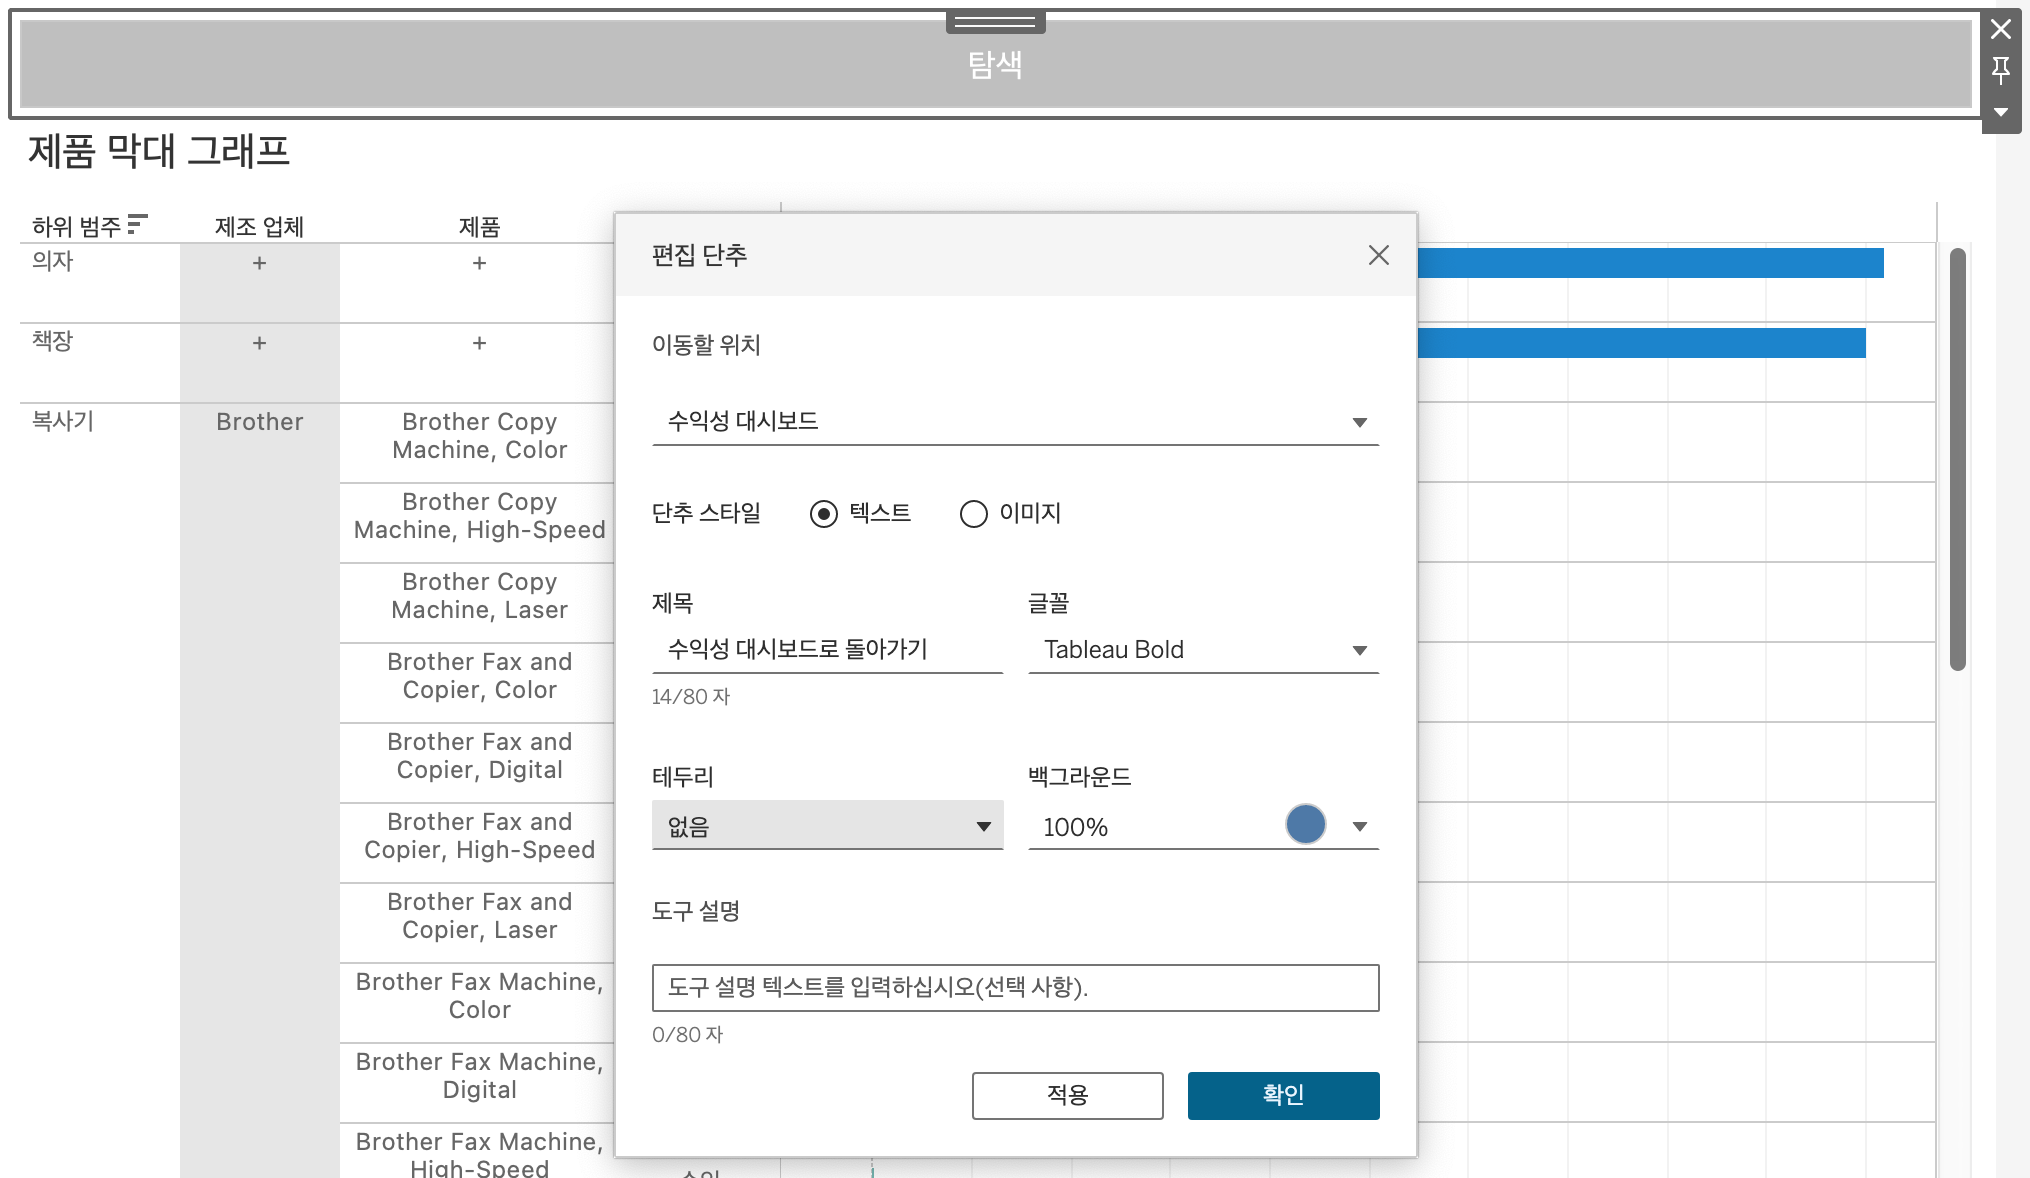 탐색
제품 막대 그래프
하위 범주 제조 업체 제품
의자 + +
책장 + +
복사기 Brother Brother Copy
Machine, Color
Brother Copy
Machine, High-Speed
Brother Copy
Machine, Laser
Brother Fax and
Copier, Color
Brother Fax and
Copier, Digital
Brother Fax and
Copier, High-Speed
Brother Fax and
Copier, Laser
Brother Fax Machine,
Color
Brother Fax Machine,
Digital
Brother Fax Machine,
High-Speed
편집 단추
이동할 위치
수익성 대시보드
단추 스타일 텍스트 이미지
제목 글꼴
수익성 대시보드로 돌아가기 Tableau Bold
14/80 자
테두리 백그라운드
없음 100%
도구 설명
도구 설명 텍스트를 입력하십시오(선택 사항).
0/80 자
적용 확인